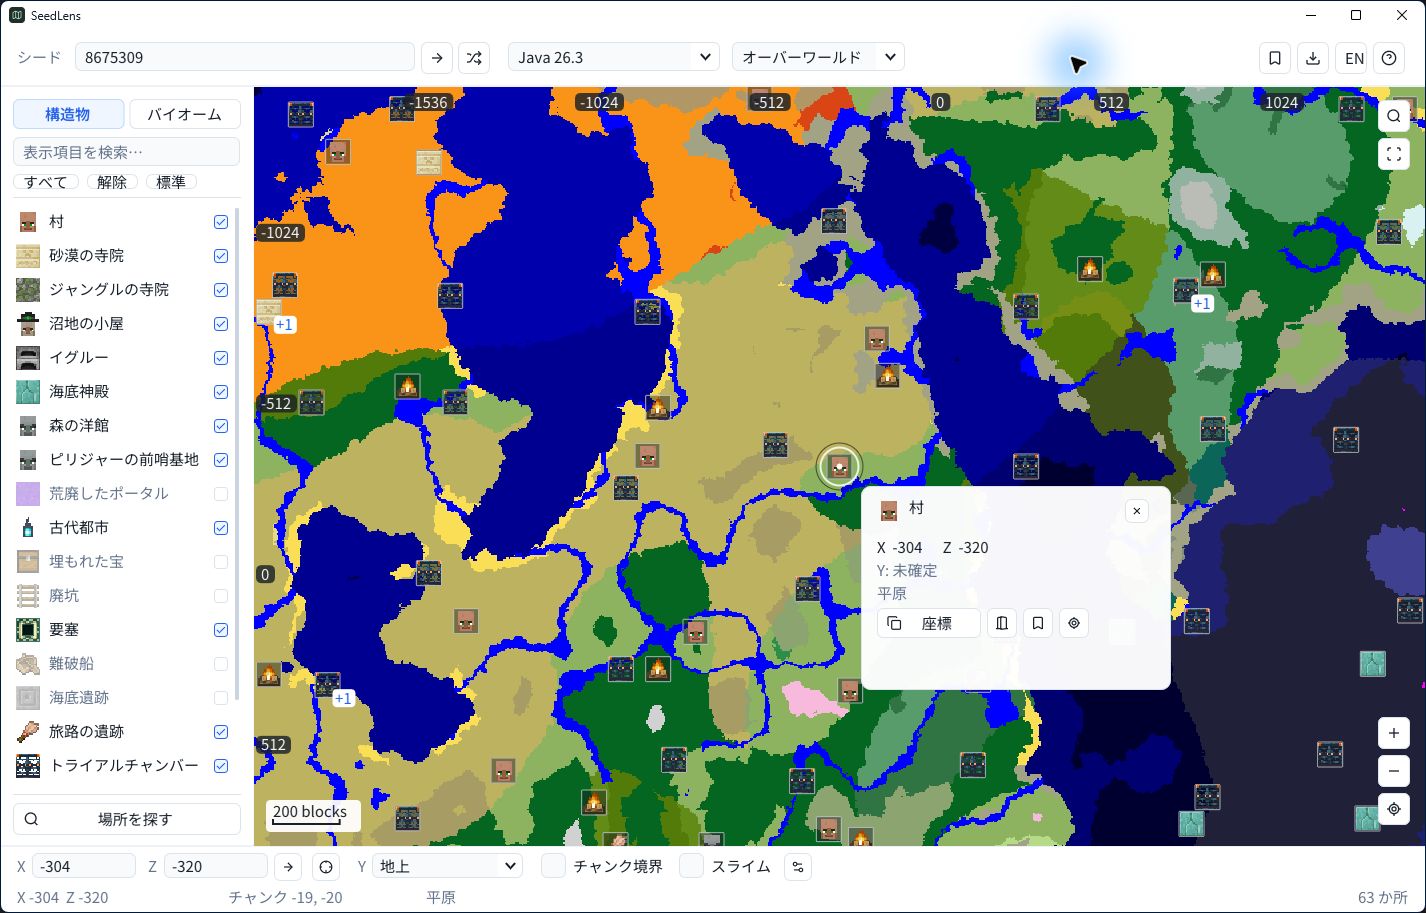 SeedLens
シード 8675309 Java 26.3 オーバーワールド EN
構造物 バイオーム
表示項目を検索…
すべて 解除 標準
村
砂漠の寺院
ジャングルの寺院
沼地の小屋
イグルー
海底神殿
森の洋館
ピリジャーの前哨基地
荒廃したポータル
古代都市
埋もれた宝
廃坑
要塞
難破船
海底遺跡
旅路の遺跡
トライアルチャンバー
場所を探す
-1536 -1024 -512 0 512 1024
-1024
+1
+1
-512
0
+1
512
200 blocks
村
X -304 Z -320
Y: 未確定
平原
座標
X -304 Z -320 Y 地上 チャンク境界 スライム
X -304 Z -320 チャンク -19, -20 平原 63 か所